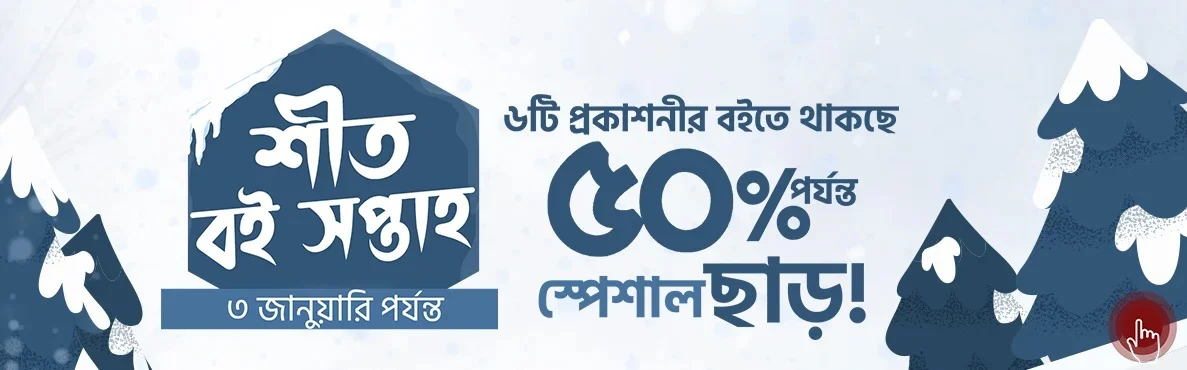 শীত
বই সপ্তাহ
৩ জানুয়ারি পর্যন্ত
৬টি প্রকাশনীর বইতে থাকছে
৫০% পর্যন্ত
স্পেশাল ছাড়!